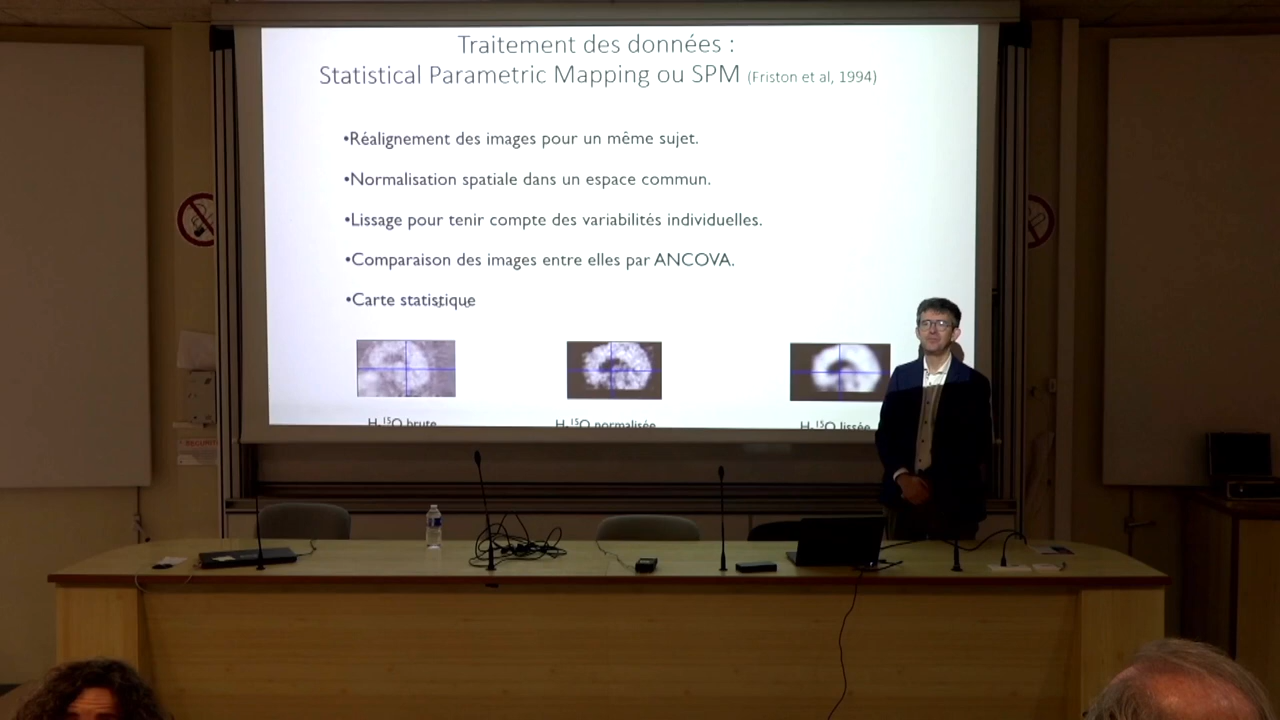 Traitement des données :
Statistical Parametric Mapping ou SPM (Friston et al, 1994)
•Réalignement des images pour un même sujet.
•Normalisation spatiale dans un espace commun.
•Lissage pour tenir compte des variabilités individuelles.
•Comparaison des images entre elles par ANCOVA.
•Carte statistique
H₂¹⁵O brute
H₂¹⁵O normalisée
H₂¹⁵O lissée
SECURITE